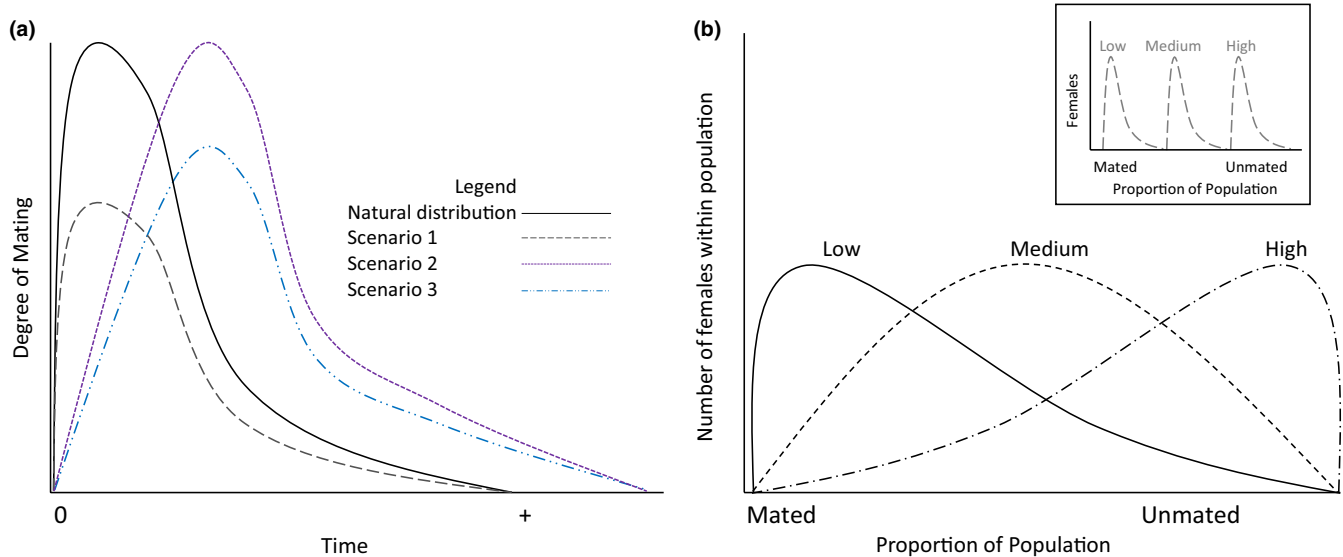 (a)
Degree of Mating
Legend
Natural distribution
Scenario 1
Scenario 2
Scenario 3
0
+
Time
(b)
Number of females within population
Low
Medium
High
Mated
Unmated
Proportion of Population
Females
Low Medium High
Mated Unmated
Proportion of Population